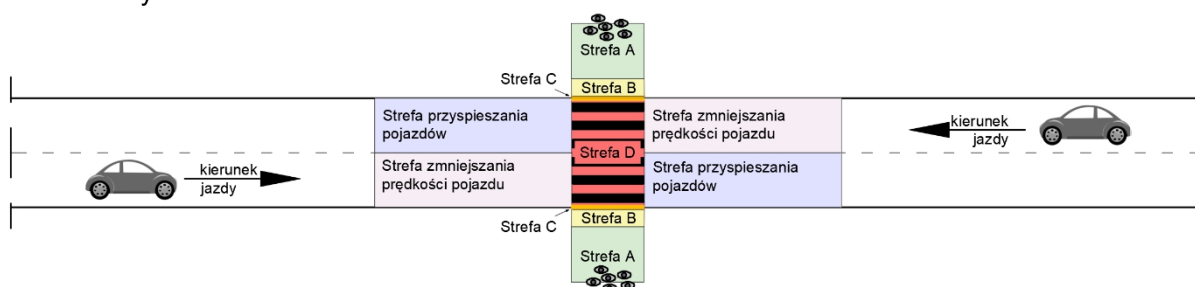 Strefa A
Strefa C
Strefa B
Strefa przyspieszania
pojazdów
Strefa zmniejszania
prędkości pojazdu
kierunek
jazdy
Strefa D
kierunek
jazdy
Strefa zmniejszania
prędkości pojazdu
Strefa przyspieszania
pojazdów
Strefa C
Strefa B
Strefa A